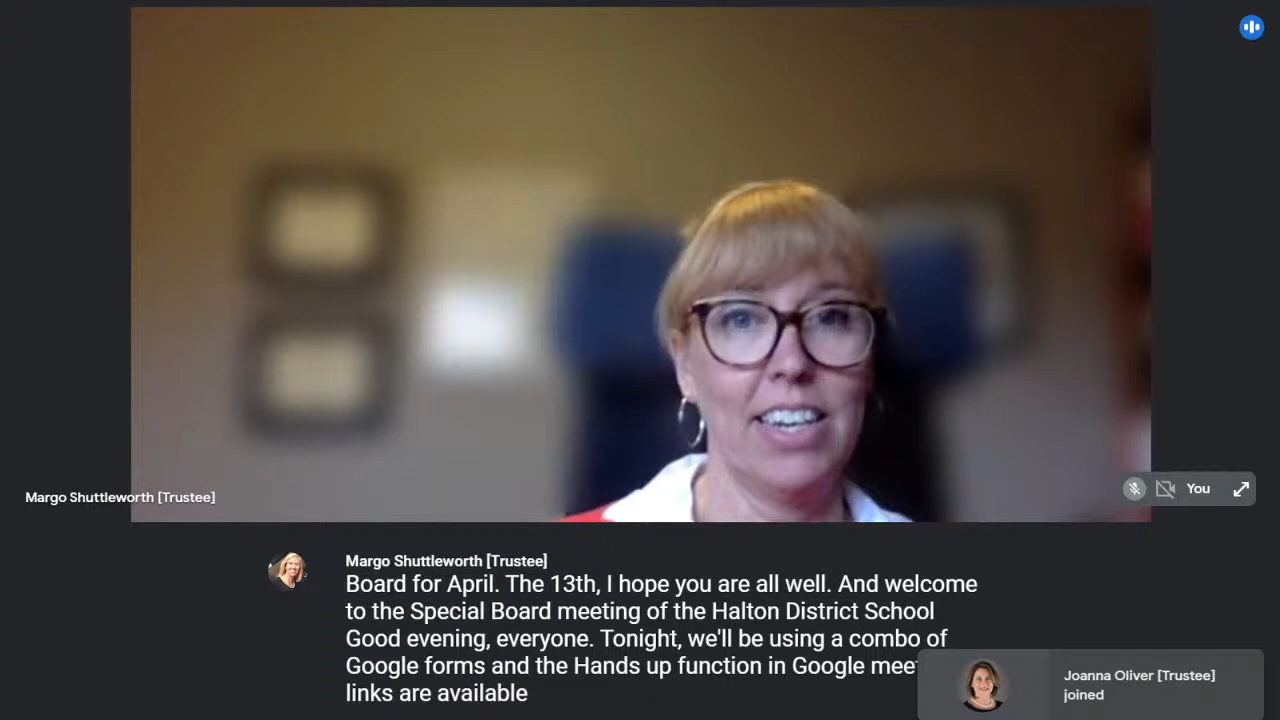 Margo Shuttleworth [Trustee]
You
Margo Shuttleworth [Trustee]
Board for April. The 13th, I hope you are all well. And welcome
to the Special Board meeting of the Halton District School
Good evening, everyone. Tonight, we'll be using a combo of
Google forms and the Hands up function in Google mee
links are available
Joanna Oliver [Trustee]
joined